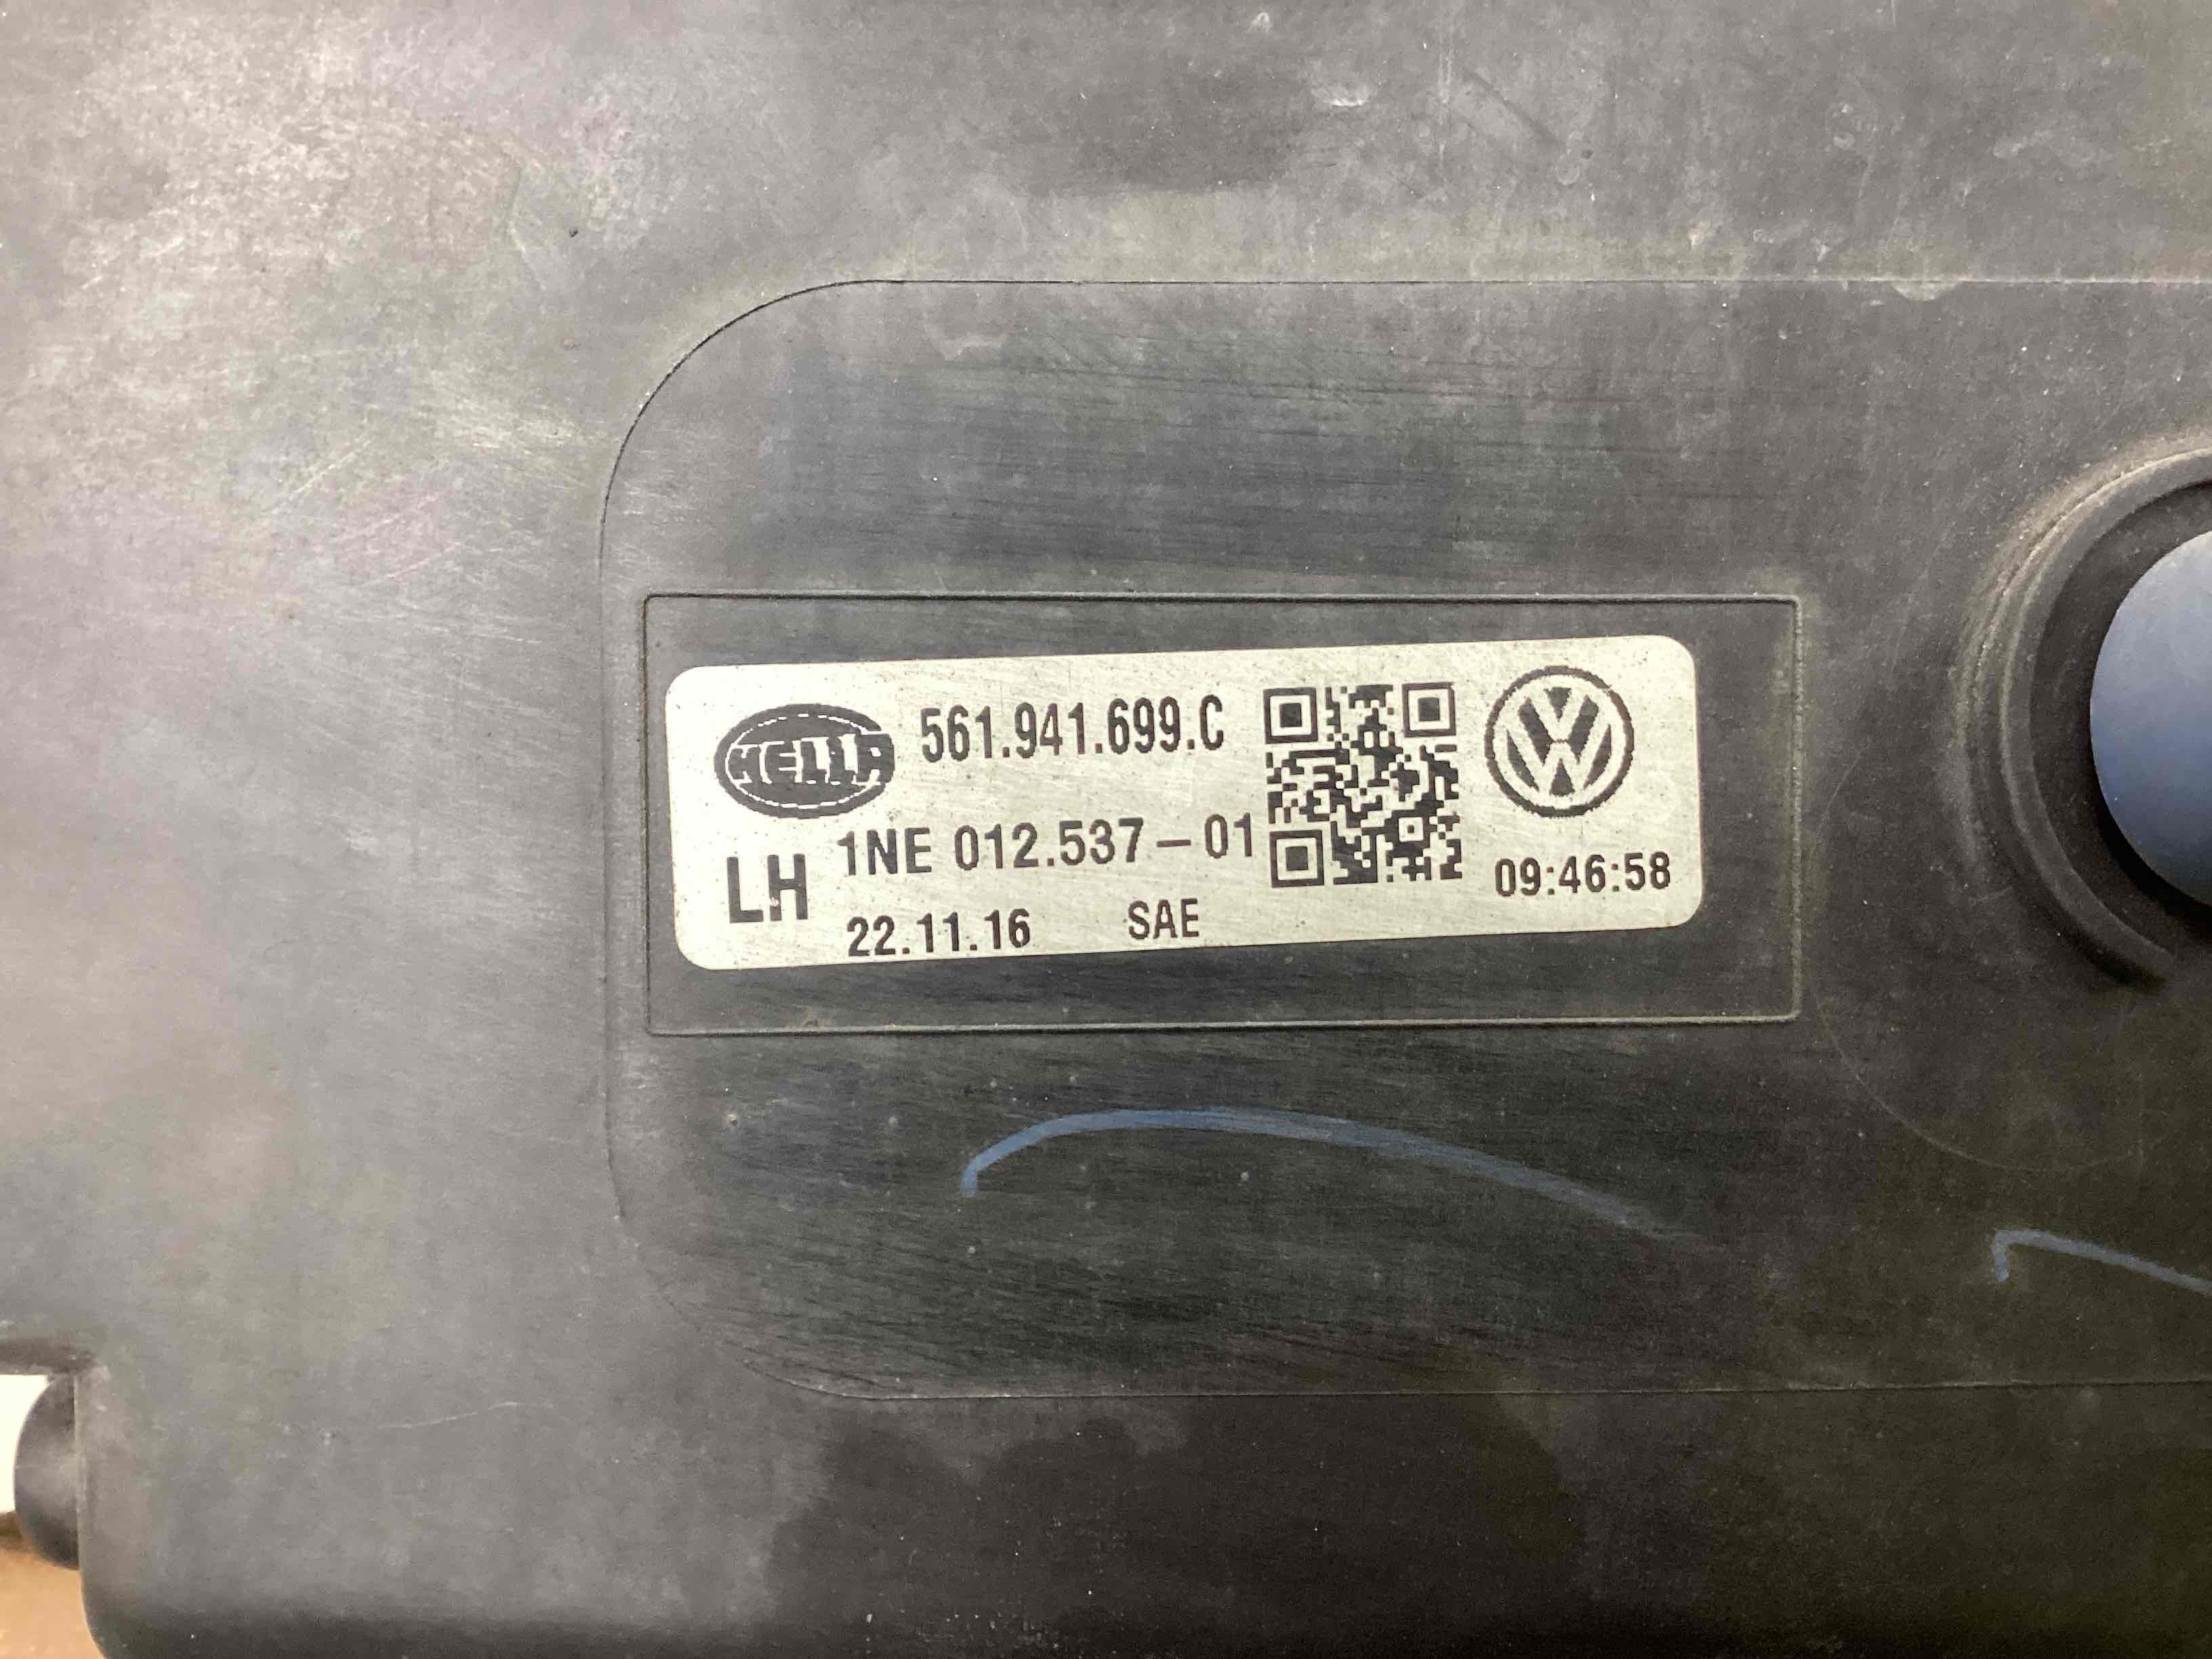 HELLA 561.941.699.C
LH 1NE 012.537-01
22.11.16 SAE 09:46:58